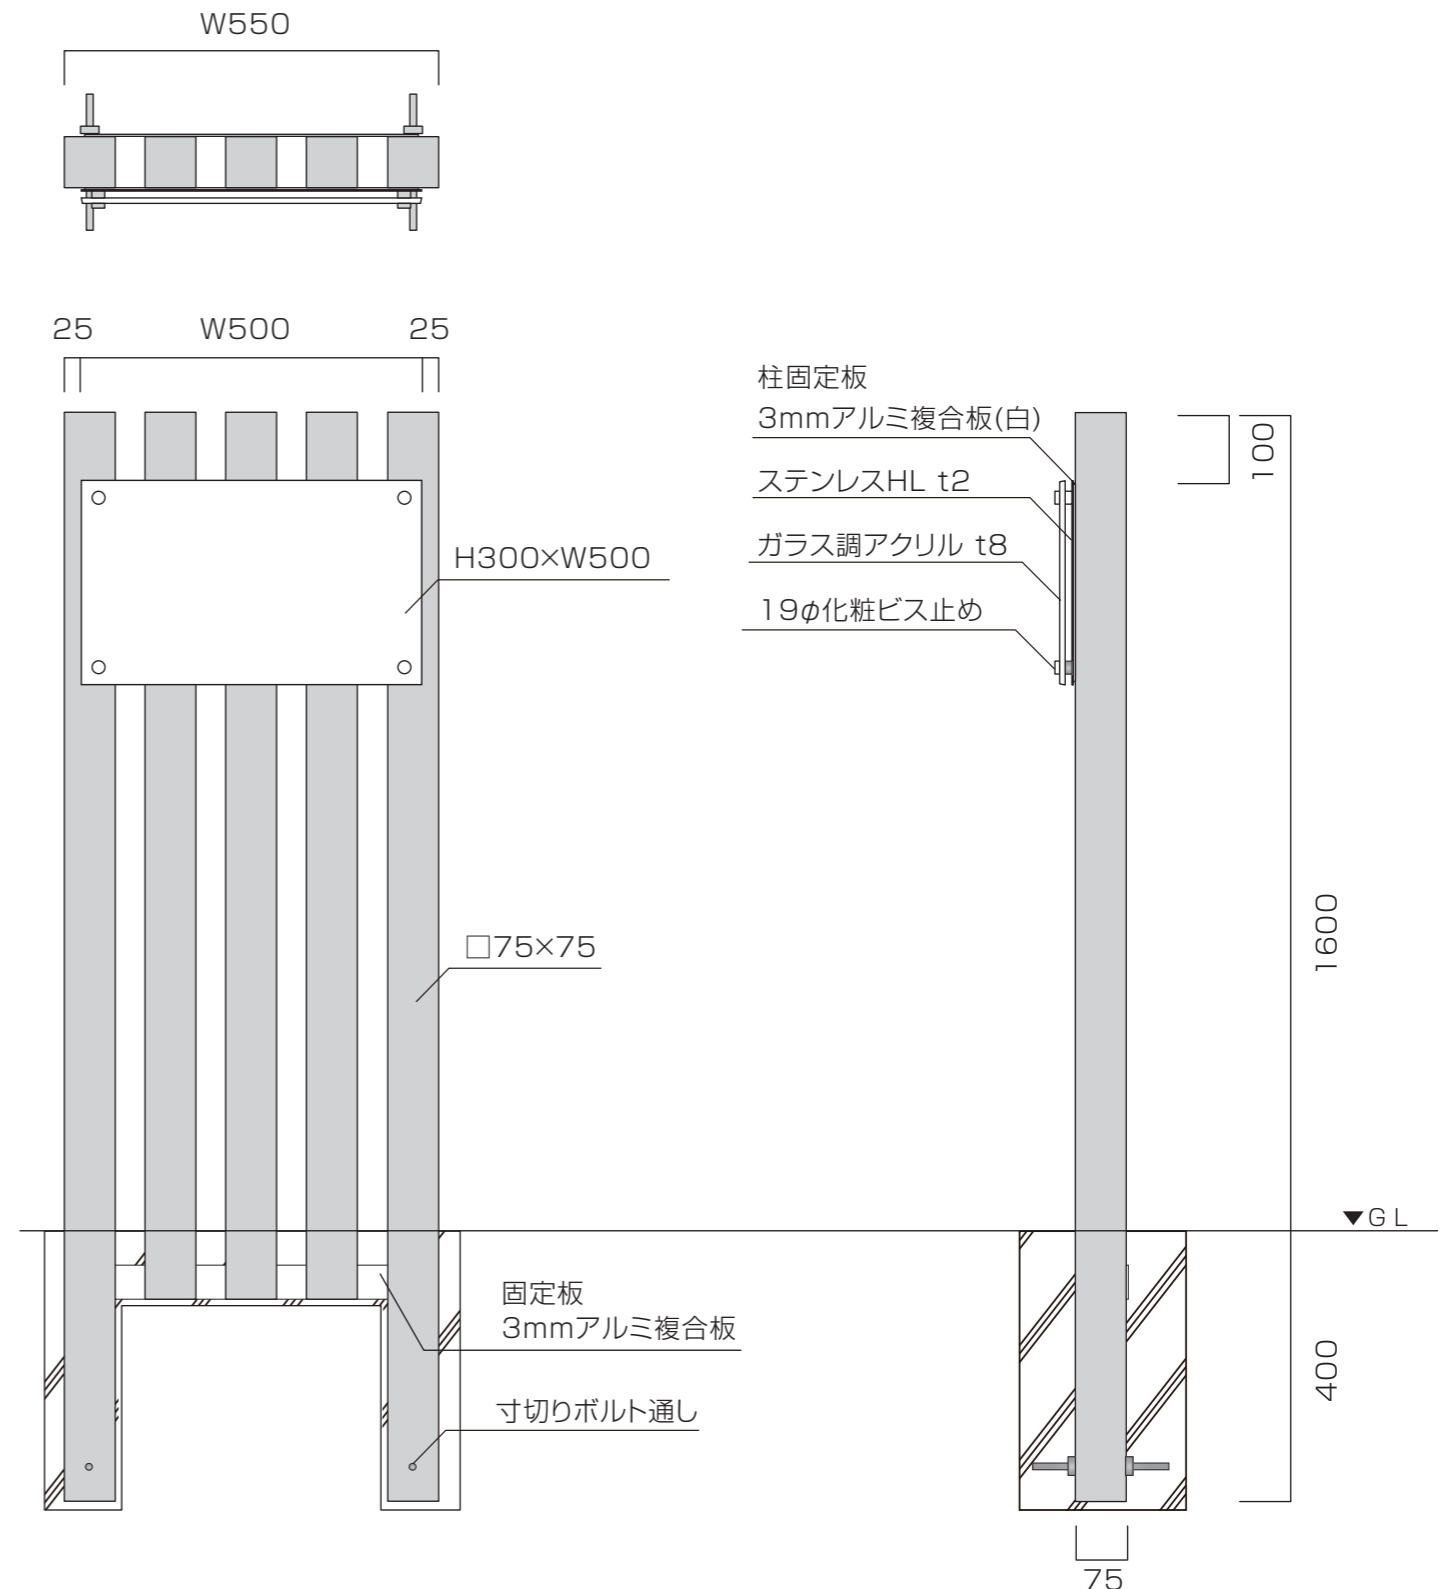 W550
25 W500 25
柱固定板
3mmアルミ複合板(白)
ステンレスHL t2
ガラス調アクリル t8
19φ化粧ビス止め
100
H300×W500
□75×75
1600
▼GL
固定板
3mmアルミ複合板
寸切りボルト通し
400
75